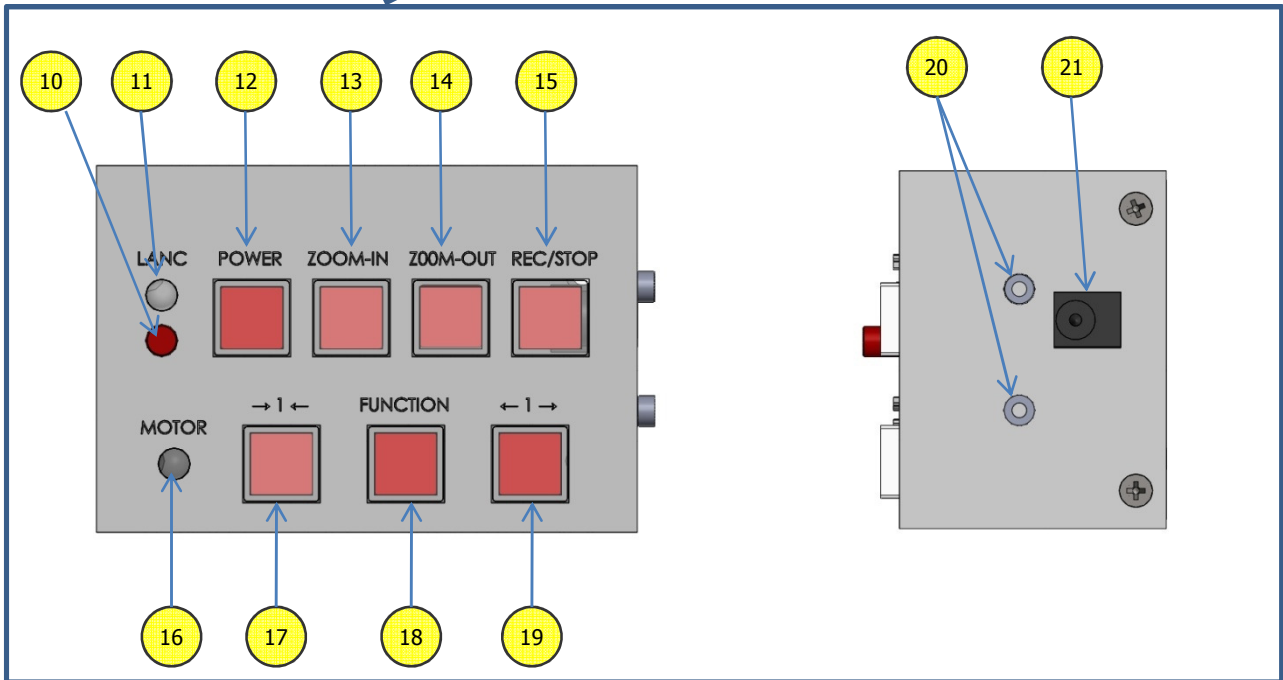 10 11 12 13 14 15 20 21
LANC POWER ZOOM-IN Z00M-OUT REC/STOP
→ 1 ← FUNCTION ← 1 →
MOTOR
16 17 18 19